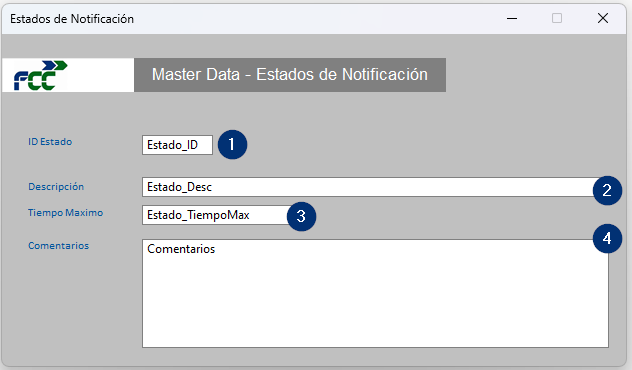 Estados de Notificación
FCC
Master Data - Estados de Notificación
ID Estado
Estado_ID
1
Descripción
Estado_Desc
2
Tiempo Maximo
Estado_TiempoMax
3
Comentarios
Comentarios
4